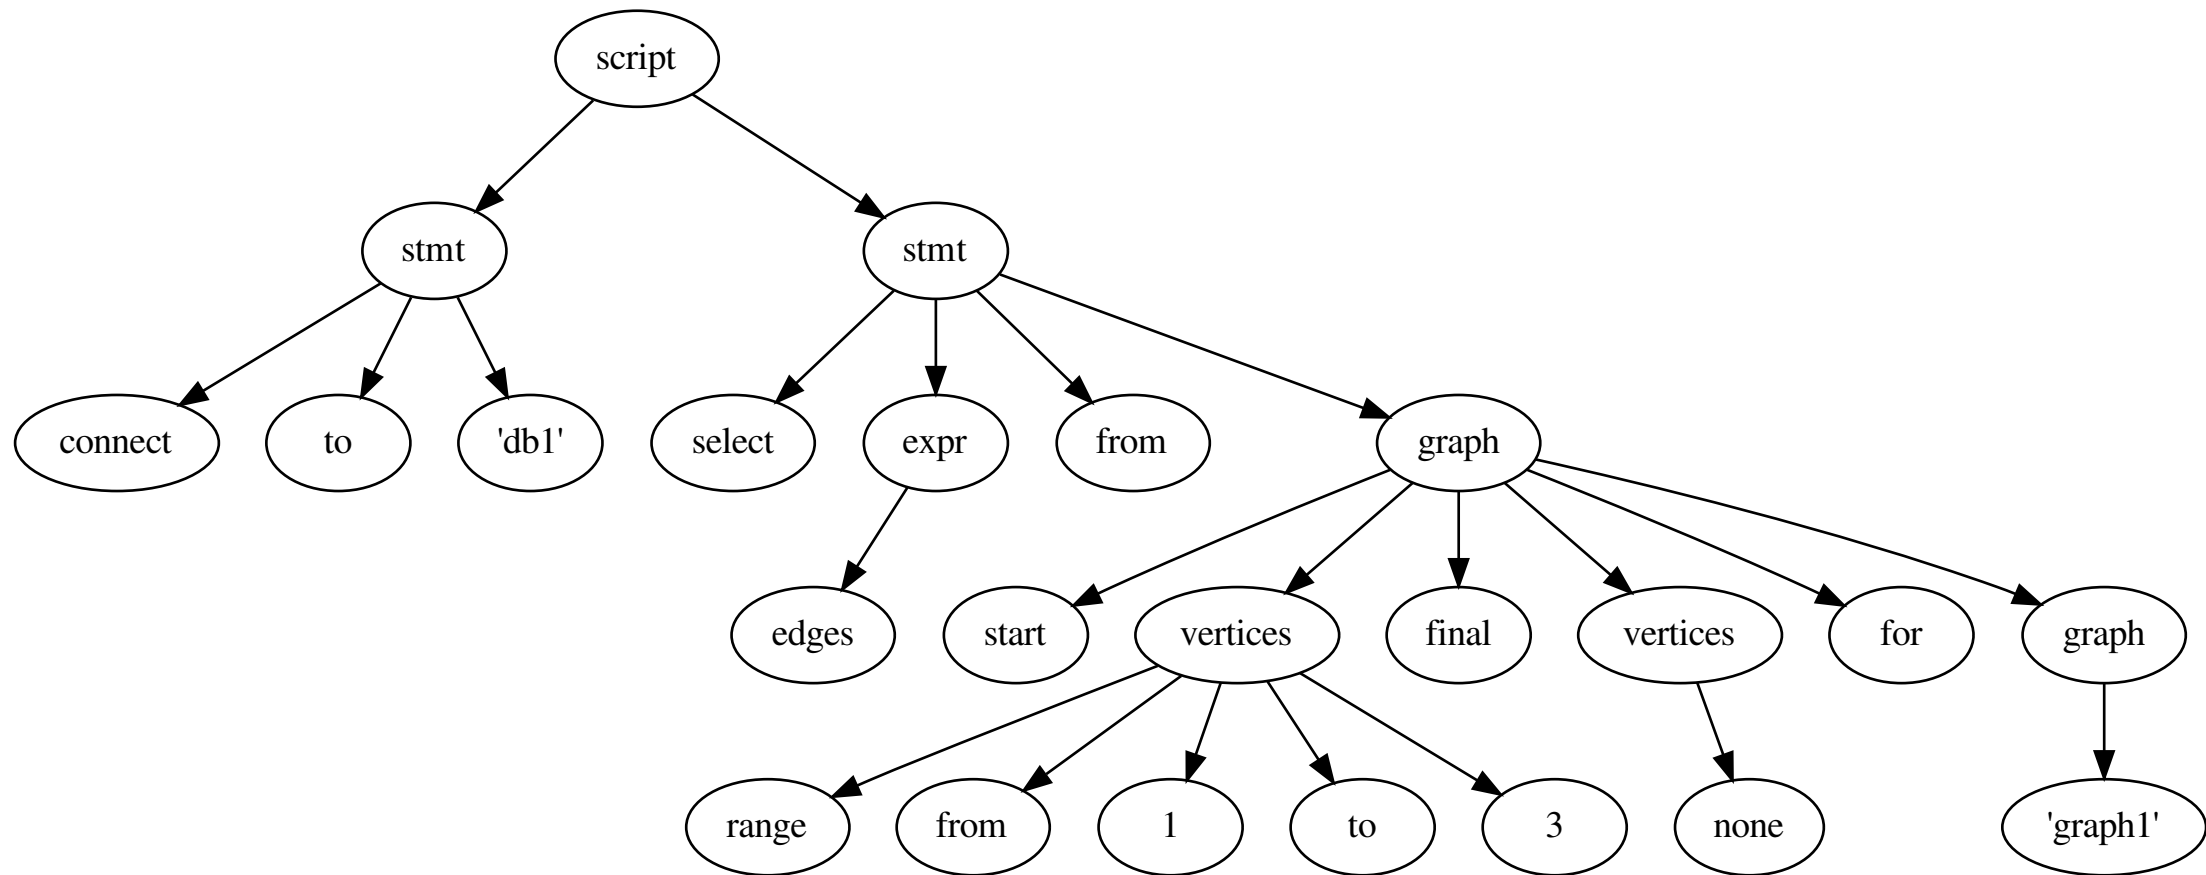 script
stmt stmt
connect to 'db1' select expr from graph
edges start vertices final vertices for graph
range from 1 to 3 none 'graph1'